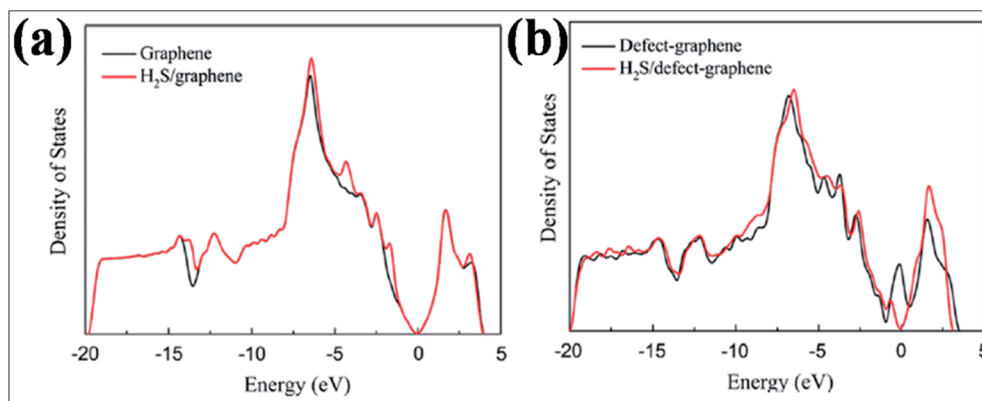 (a)
Graphene
H₂S/graphene
Density of States
-20 -15 -10 -5 0 5
Energy (eV)
(b)
Defect-graphene
H₂S/defect-graphene
Density of States
-20 -15 -10 -5 0 5
Energy (eV)